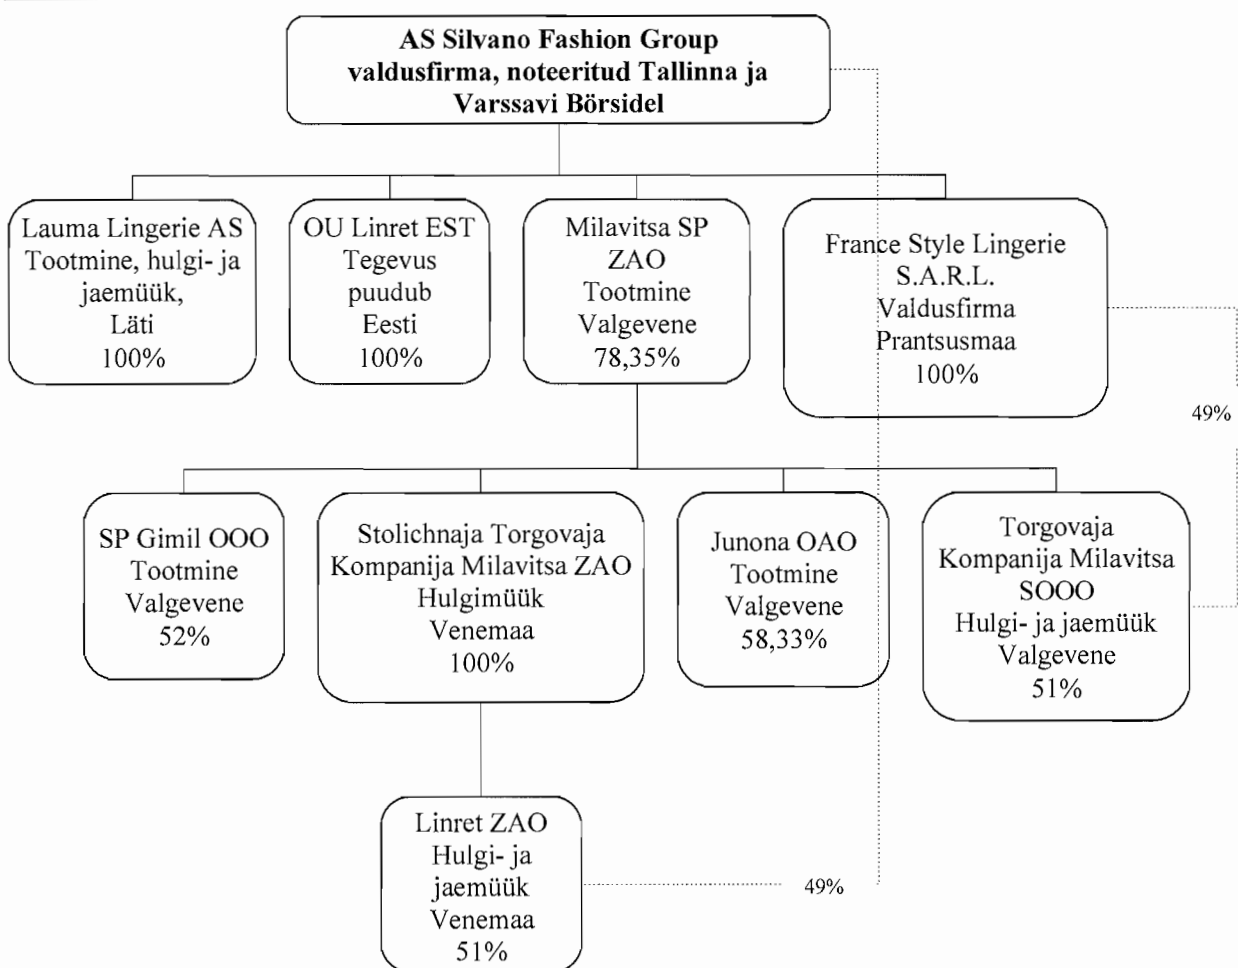 AS Silvano Fashion Group
valdusfirma, noteeritud Tallinna ja
Varssavi Börsidel
Lauma Lingerie AS
Tootmine, hulgi- ja
jaemüük,
Läti
100%
OU Linret EST
Tegevus
puudub
Eesti
100%
Milavitsa SP
ZAO
Tootmine
Valgevene
78,35%
France Style Lingerie
S.A.R.L.
Valdusfirma
Prantsusmaa
100%
49%
SP Gimil OOO
Tootmine
Valgevene
52%
Stolichnaja Torgovaja
Kompanija Milavitsa ZAO
Hulgimüük
Venemaa
100%
Junona OAO
Tootmine
Valgevene
58,33%
Torgovaja
Kompanija Milavitsa
SOOO
Hulgi- ja jaemüük
Valgevene
51%
Linret ZAO
Hulgi- ja
jaemüük
Venemaa
51%
49%